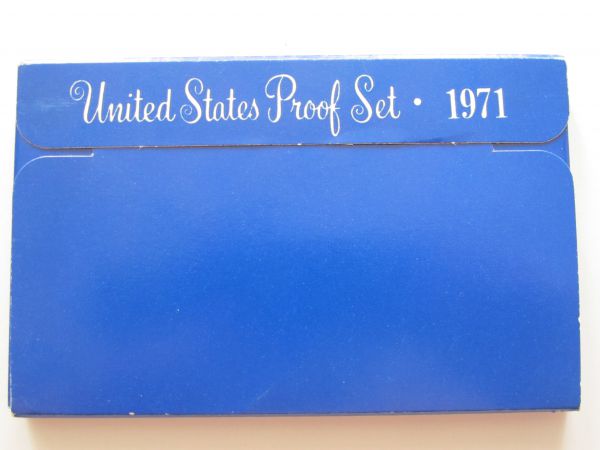 United States Proof Set · 1971